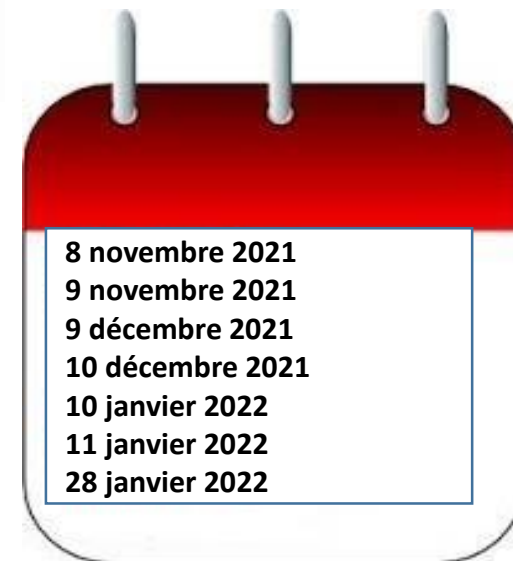 8 novembre 2021
9 novembre 2021
9 décembre 2021
10 décembre 2021
10 janvier 2022
11 janvier 2022
28 janvier 2022